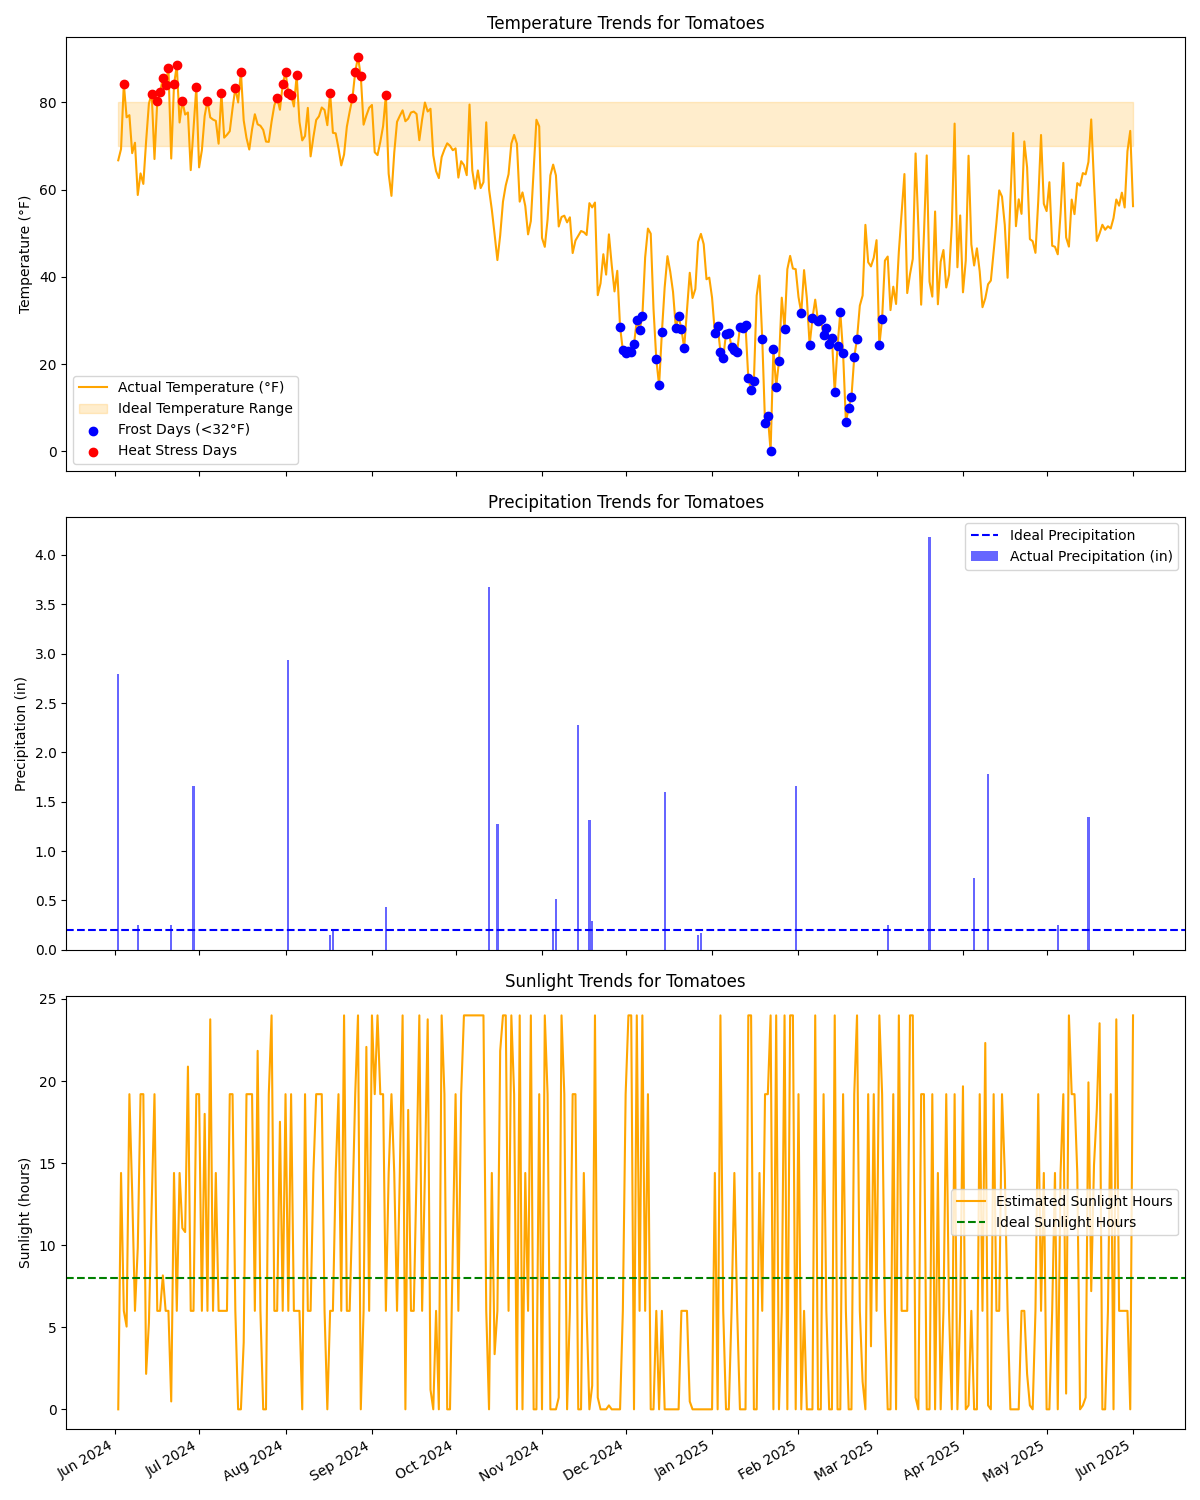 Temperature Trends for Tomatoes
Temperature (°F)
80
60
40
20
0
Actual Temperature (°F)
Ideal Temperature Range
Frost Days (<32°F)
Heat Stress Days
Precipitation Trends for Tomatoes
Precipitation (in)
4.0
3.5
3.0
2.5
2.0
1.5
1.0
0.5
0.0
Ideal Precipitation
Actual Precipitation (in)
Sunlight Trends for Tomatoes
Sunlight (hours)
25
20
15
10
5
0
Estimated Sunlight Hours
Ideal Sunlight Hours
Jun 2024
Jul 2024
Aug 2024
Sep 2024
Oct 2024
Nov 2024
Dec 2024
Jan 2025
Feb 2025
Mar 2025
Apr 2025
May 2025
Jun 2025